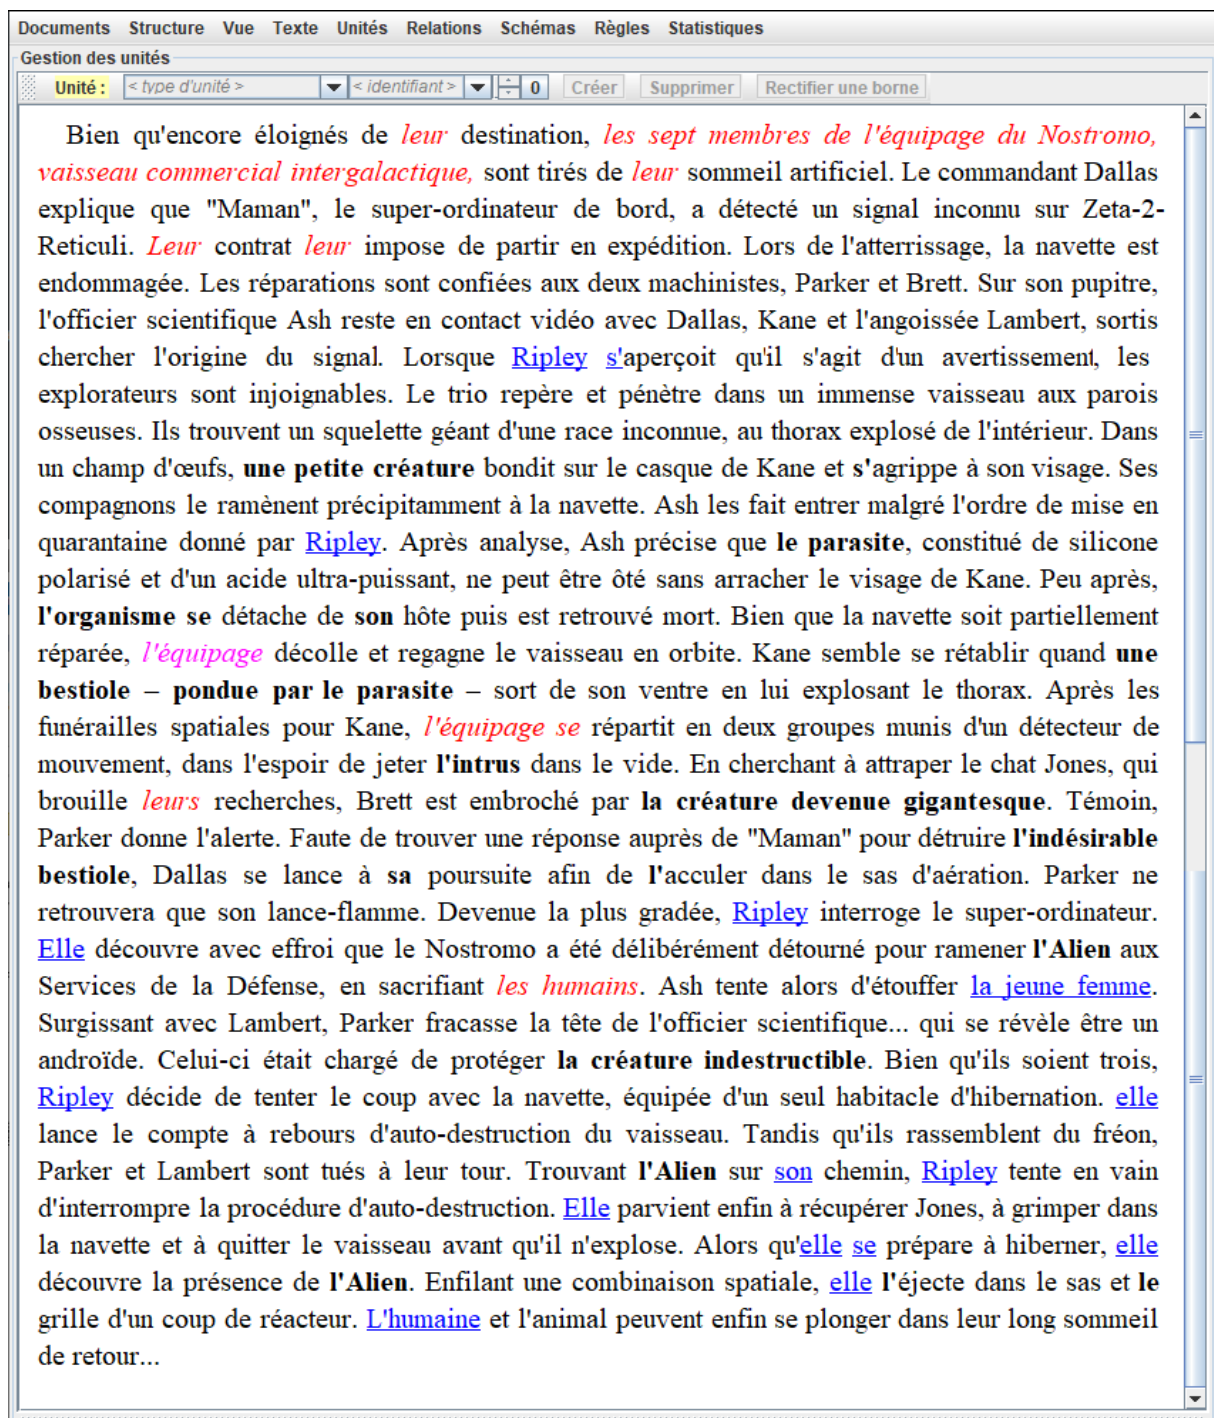 Documents Structure Vue Texte Unités Relations Schémas Règles Statistiques
Gestion des unités
Unité : < type d'unité > < identifiant > 0 Créer Supprimer Rectifier une borne
Bien qu'encore éloignés de leur destination, les sept membres de l'équipage du Nostromo,
vaisseau commercial intergalactique, sont tirés de leur sommeil artificiel. Le commandant Dallas
explique que "Maman", le super-ordinateur de bord, a détecté un signal inconnu sur Zeta-2-
Reticuli. Leur contrat leur impose de partir en expédition. Lors de l'atterrissage, la navette est
endommagée. Les réparations sont confiées aux deux machinistes, Parker et Brett. Sur son pupitre,
l'officier scientifique Ash reste en contact vidéo avec Dallas, Kane et l'angoissée Lambert, sortis
chercher l'origine du signal. Lorsque Ripley s'aperçoit qu'il s'agit d'un avertissement, les
explorateurs sont injoignables. Le trio repère et pénètre dans un immense vaisseau aux parois
osseuses. Ils trouvent un squelette géant d'une race inconnue, au thorax explosé de l'intérieur. Dans
un champ d'œufs, une petite créature bondit sur le casque de Kane et s'agrippe à son visage. Ses
compagnons le ramènent précipitamment à la navette. Ash les fait entrer malgré l'ordre de mise en
quarantaine donné par Ripley. Après analyse, Ash précise que le parasite, constitué de silicone
polarisé et d'un acide ultra-puissant, ne peut être ôté sans arracher le visage de Kane. Peu après,
l'organisme se détache de son hôte puis est retrouvé mort. Bien que la navette soit partiellement
réparée, l'équipage décolle et regagne le vaisseau en orbite. Kane semble se rétablir quand une
bestiole – pondue par le parasite – sort de son ventre en lui explosant le thorax. Après les
funérailles spatiales pour Kane, l'équipage se répartit en deux groupes munis d'un détecteur de
mouvement, dans l'espoir de jeter l'intrus dans le vide. En cherchant à attraper le chat Jones, qui
brouille leurs recherches, Brett est embroché par la créature devenue gigantesque. Témoin,
Parker donne l'alerte. Faute de trouver une réponse auprès de "Maman" pour détruire l'indésirable
bestiole, Dallas se lance à sa poursuite afin de l'acculer dans le sas d'aération. Parker ne
retrouvera que son lance-flamme. Devenue la plus gradée, Ripley interroge le super-ordinateur.
Elle découvre avec effroi que le Nostromo a été délibérément détourné pour ramener l'Alien aux
Services de la Défense, en sacrifiant les humains. Ash tente alors d'étouffer la jeune femme.
Surgissant avec Lambert, Parker fracasse la tête de l'officier scientifique... qui se révèle être un
androïde. Celui-ci était chargé de protéger la créature indestructible. Bien qu'ils soient trois,
Ripley décide de tenter le coup avec la navette, équipée d'un seul habitacle d'hibernation. elle
lance le compte à rebours d'auto-destruction du vaisseau. Tandis qu'ils rassemblent du fréon,
Parker et Lambert sont tués à leur tour. Trouvant l'Alien sur son chemin, Ripley tente en vain
d'interrompre la procédure d'auto-destruction. Elle parvient enfin à récupérer Jones, à grimper dans
la navette et à quitter le vaisseau avant qu'il n'explose. Alors qu'elle se prépare à hiberner, elle
découvre la présence de l'Alien. Enfilant une combinaison spatiale, elle l'éjecte dans le sas et le
grille d'un coup de réacteur. L'humaine et l'animal peuvent enfin se plonger dans leur long sommeil
de retour...